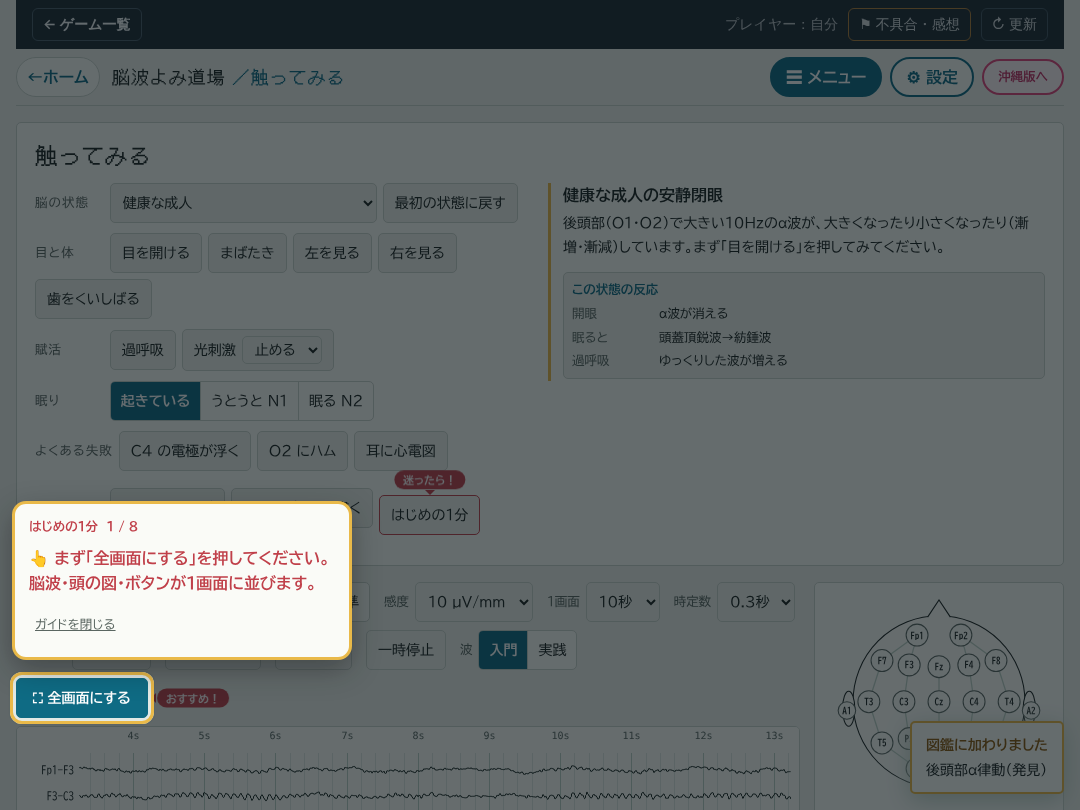 ← ゲーム一覧
プレイヤー：自分
不具合・感想
更新
←ホーム
脳波よみ道場 ／触ってみる
メニュー
設定
沖縄版へ
触ってみる
脳の状態
健康な成人
最初の状態に戻す
目と体
目を開ける
まばたき
左を見る
右を見る
歯をくいしばる
賦活
過呼吸
光刺激
止める
眠り
起きている
うとうと N1
眠る N2
よくある失敗
C4 の電極が浮く
O2 にハム
耳に心電図
迷ったら！
く
はじめの1分
健康な成人の安静閉眼
後頭部（O1・O2）で大きい10Hzのα波が、大きくなったり小さくなったり（漸
増・漸減）しています。まず「目を開ける」を押してみてください。
この状態の反応
開眼
α波が消える
眠ると
頭蓋頂鋭波→紡錘波
過呼吸
ゆっくりした波が増える
はじめの1分 1 / 8
👆 まず「全画面にする」を押してください。
脳波・頭の図・ボタンが1画面に並びます。
ガイドを閉じる
感度
10 μV/mm
1画面
10秒
時定数
0.3秒
一時停止
波
入門
実践
全画面にする
おすすめ！
4s 5s 6s 7s 8s 9s 10s 11s 12s 13s
Fp1-F3
F3-C3
Fp1 Fp2
F7 F3 Fz F4 F8
A1 T3 C3 Cz C4 T4 A2
T5
図鑑に加わりました
後頭部α律動（発見）